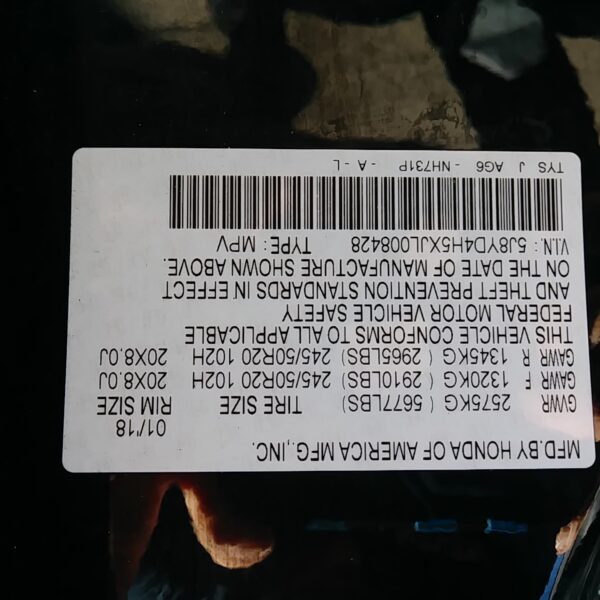 MFD.BY HONDA OF AMERICA MFG.,INC.
01/'18
GVWR 2575KG ( 5677LBS) TIRE SIZE RIM SIZE
GAWR F 1320KG ( 2910LBS) 245/50R20 102H 20X8.0J
GAWR R 1345KG ( 2965LBS) 245/50R20 102H 20X8.0J
THIS VEHICLE CONFORMS TO ALL APPLICABLE
FEDERAL MOTOR VEHICLE SAFETY
AND THEFT PREVENTION STANDARDS IN EFFECT
ON THE DATE OF MANUFACTURE SHOWN ABOVE.
V.I.N.: 5J8YD4H5XJL008428 TYPE: MPV
TYS J AG6 - NH731P - A - L